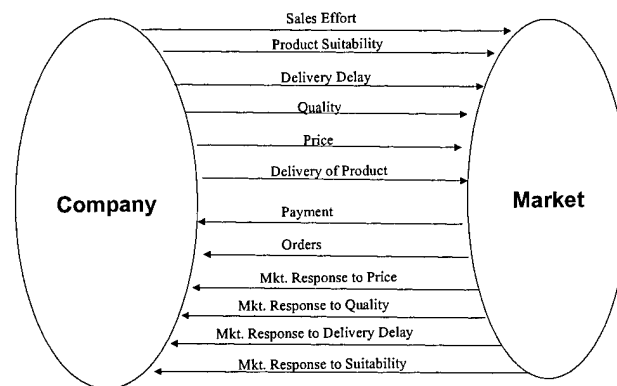 Sales Effort
Product Suitability
Delivery Delay
Quality
Price
Delivery of Product
Company
Market
Payment
Orders
Mkt. Response to Price
Mkt. Response to Quality
Mkt. Response to Delivery Delay
Mkt. Response to Suitability